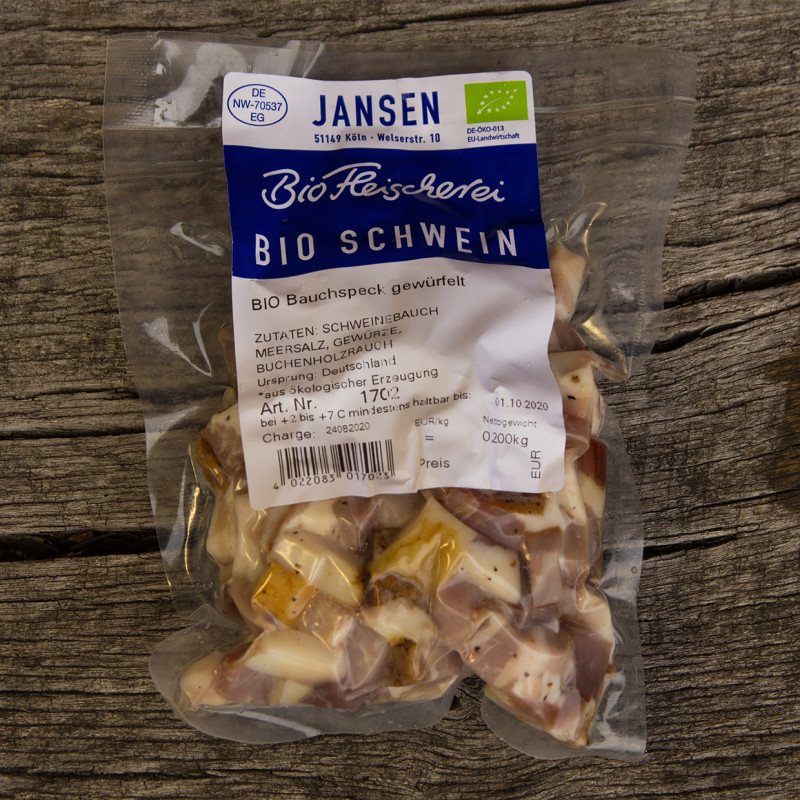 DE
NW-70537
EG
JANSEN
51149 Köln · Welserstr. 10
DE-ÖKO-013
EU-Landwirtschaft
Bio Fleischerei
BIO SCHWEIN
BIO Bauchspeck gewürfelt
ZUTATEN: SCHWEINEBAUCH
MEERSALZ, GEWÜRZE,
BUCHENHOLZRAUCH
Ursprung: Deutschland
*aus ökologischer Erzeugung
Art. Nr. 1702
bei +2 bis +7 C mindestens haltbar bis: 01.10.2020
Charge: 24082020
EUR/kg
Nettogewicht
= 0,200kg
Preis
EUR
4 022083 017023